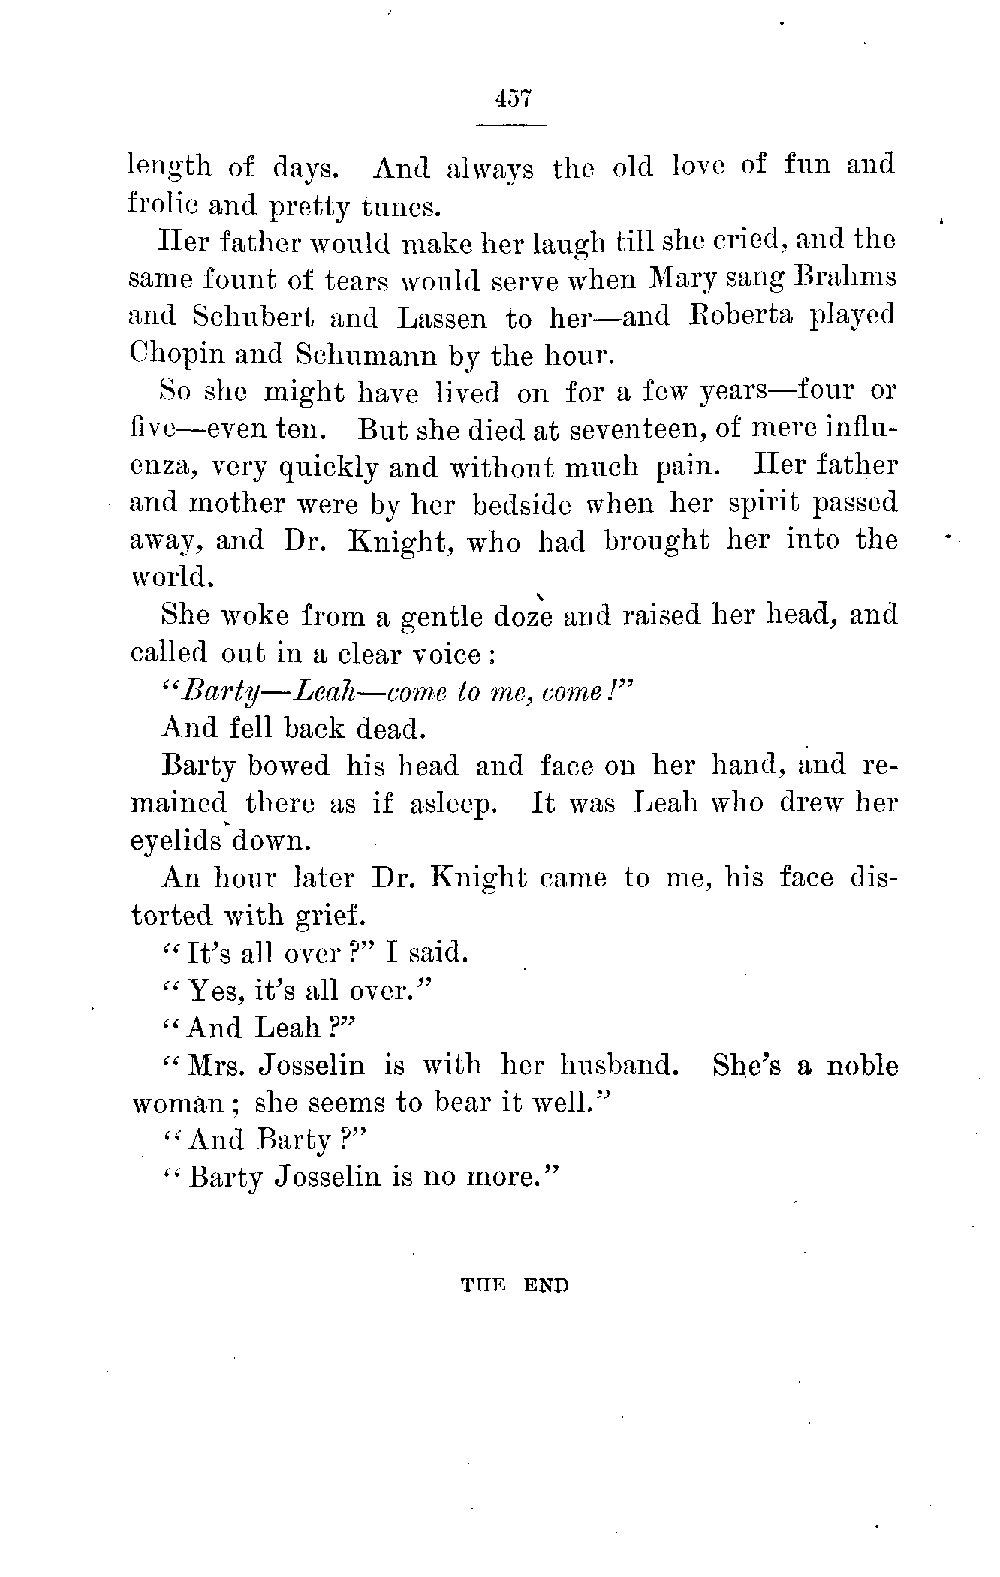 457
length of days. And always the old love of fun and
frolic and pretty tunes.
Her father would make her laugh till she cried, and the
same fount of tears would serve when Mary sang Brahms
and Schubert and Lassen to her—and Roberta played
Chopin and Schumann by the hour.
So she might have lived on for a few years—four or
five—even ten. But she died at seventeen, of mere influ-
enza, very quickly and without much pain. Her father
and mother were by her bedside when her spirit passed
away, and Dr. Knight, who had brought her into the
world.
She woke from a gentle doze and raised her head, and
called out in a clear voice :
“Barty—Leah—come to me, come !”
And fell back dead.
Barty bowed his head and face on her hand, and re-
mained there as if asleep. It was Leah who drew her
eyelids down.
An hour later Dr. Knight came to me, his face dis-
torted with grief.
“It’s all over ?” I said.
“Yes, it’s all over.”
“And Leah ?”
“Mrs. Josselin is with her husband. She’s a noble
woman ; she seems to bear it well.”
“And Barty ?”
“Barty Josselin is no more.”
THE END